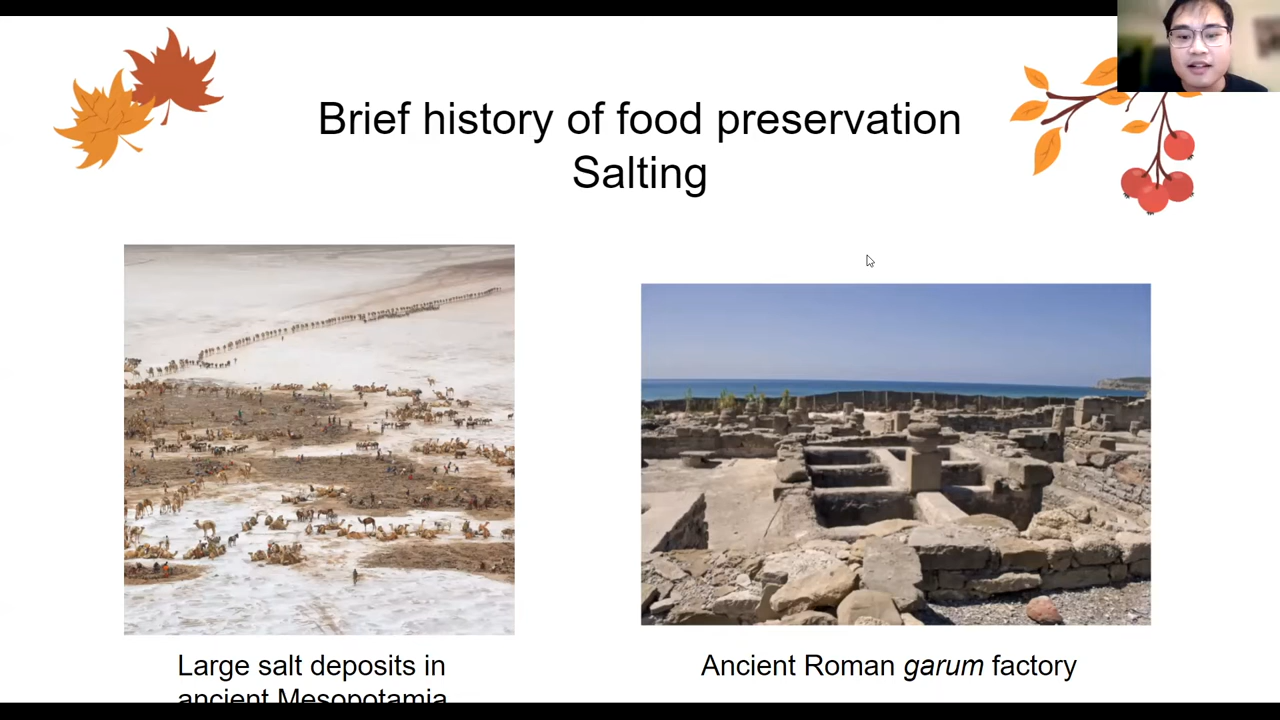 Brief history of food preservation
Salting
Large salt deposits in
ancient Mesopotamia
Ancient Roman garum factory